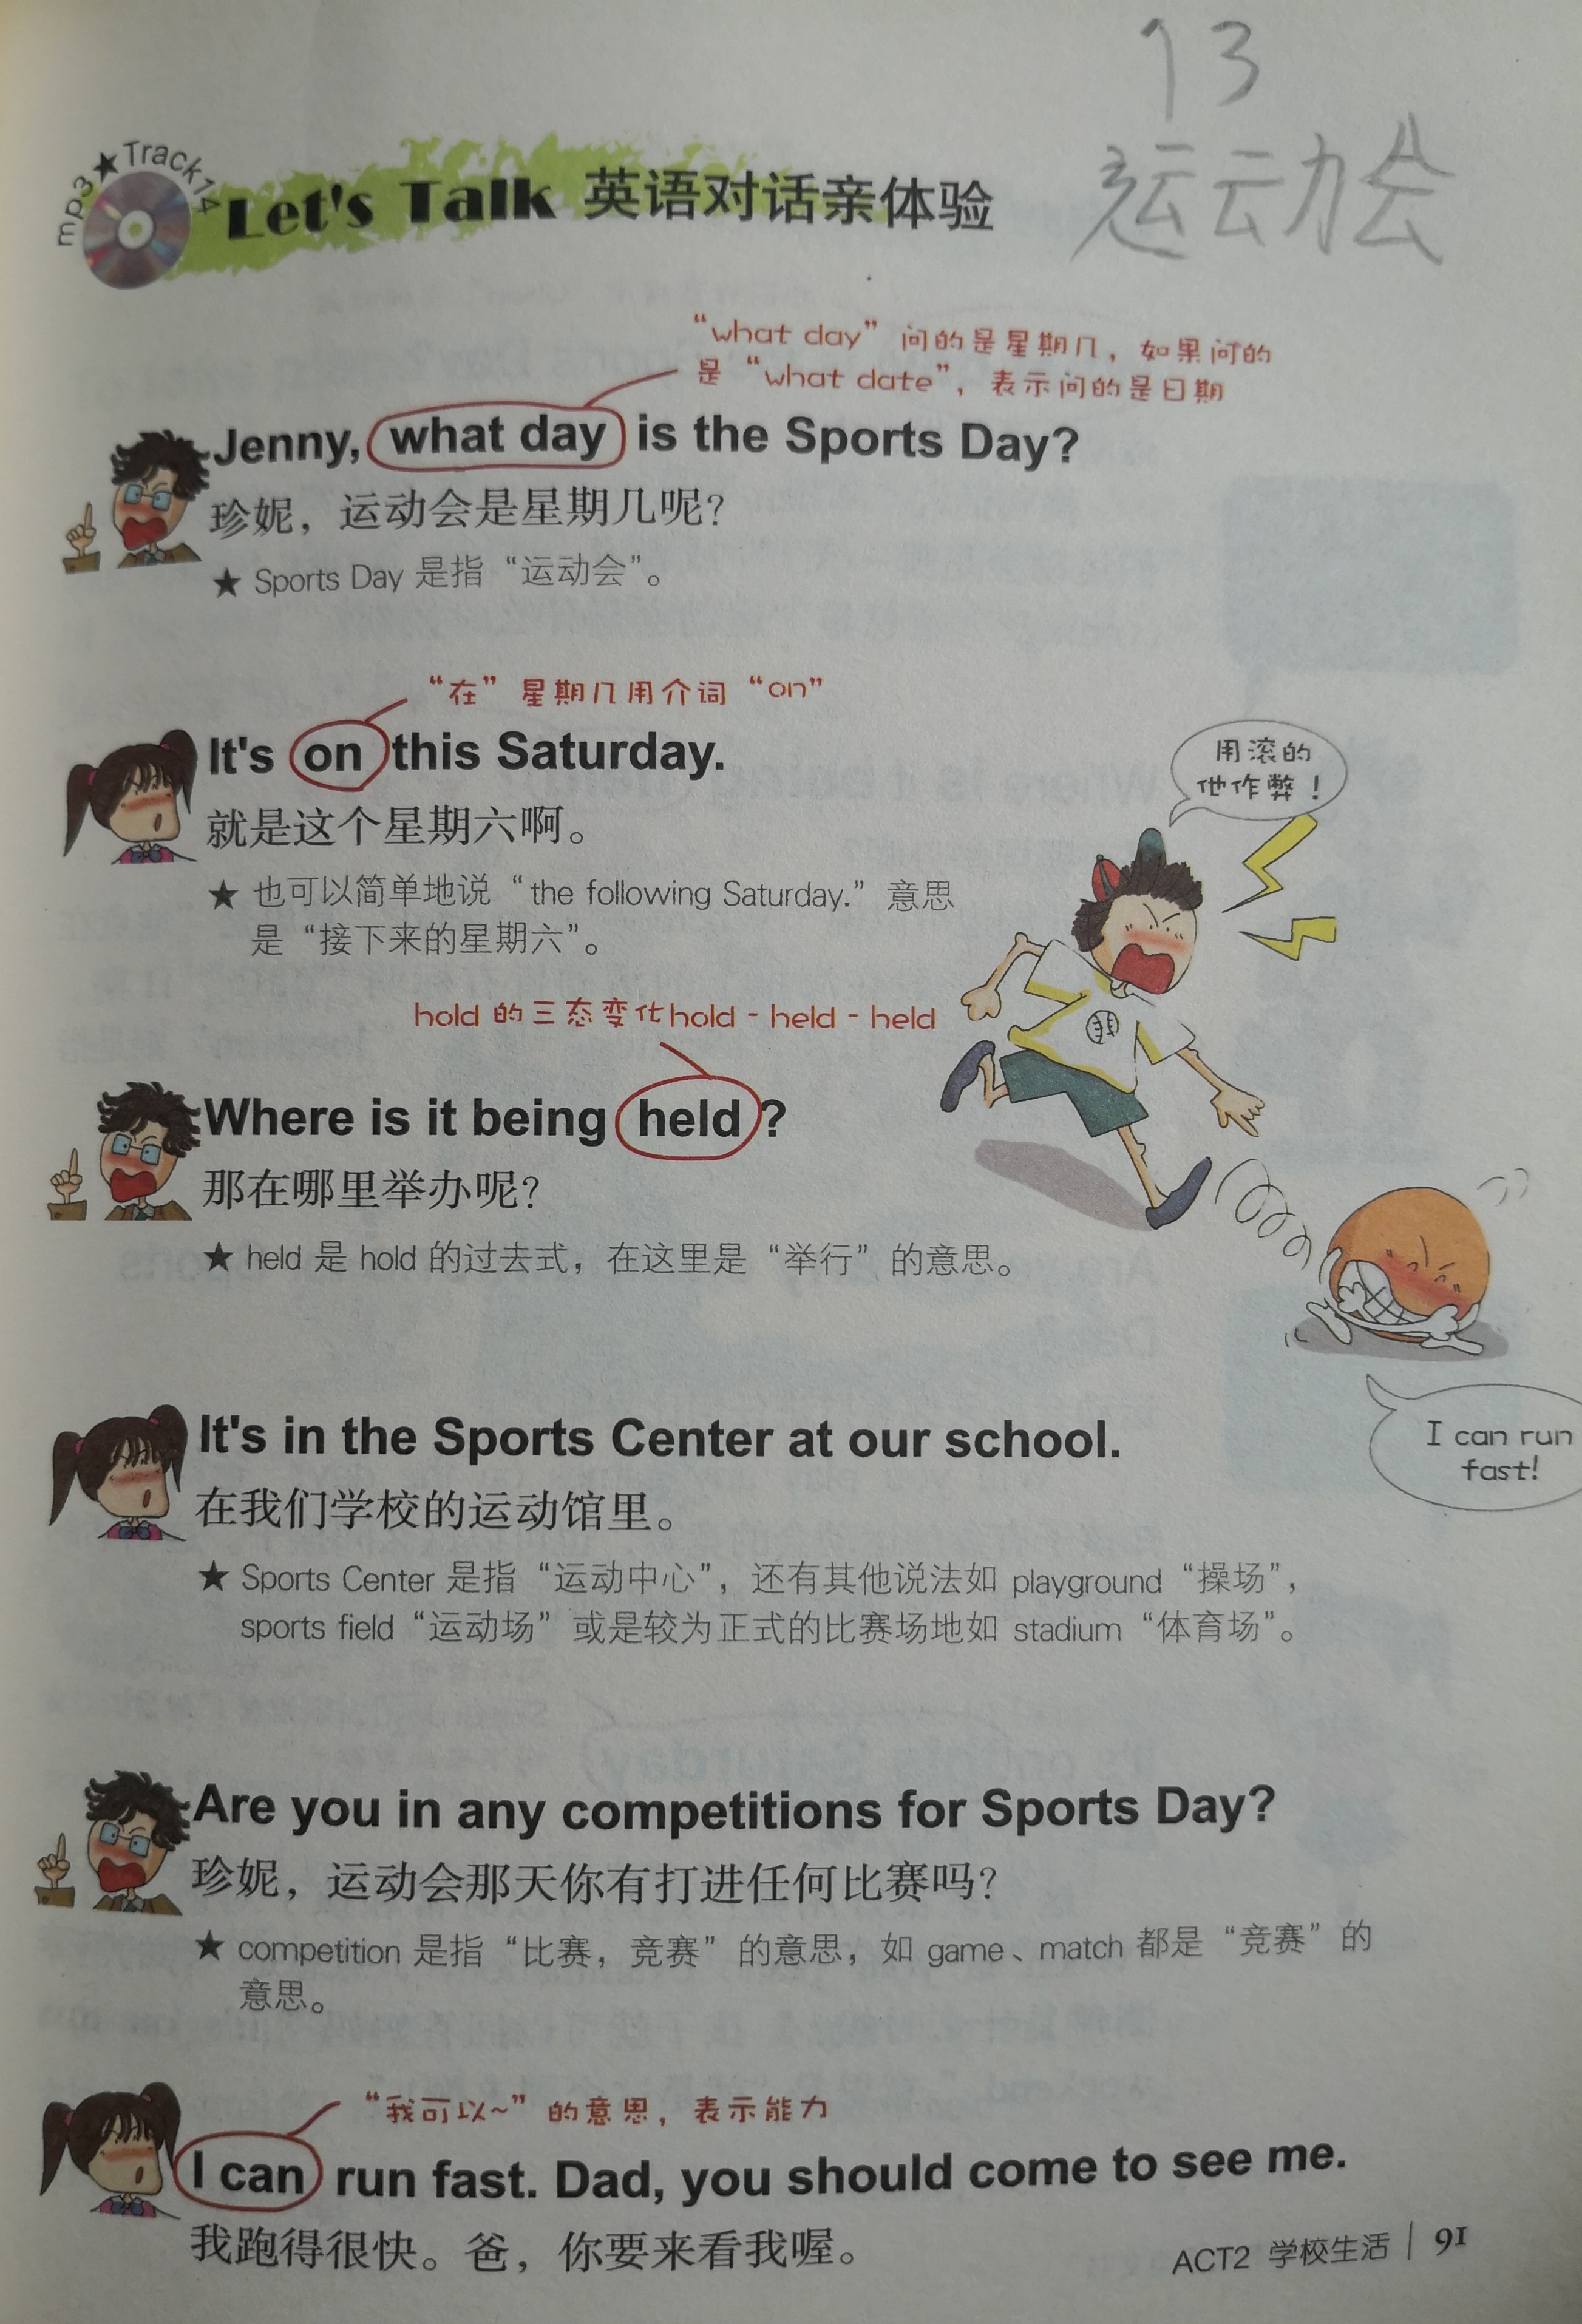 13
运动会
mp3★Track14
Let's Talk 英语对话亲体验
“what day” 问的是星期几，如果问的
是 “what date”，表示问的是日期
Jenny, what day is the Sports Day?
珍妮，运动会是星期几呢？
★ Sports Day 是指 “运动会”。
“在” 星期几用介词 “on”
It's on this Saturday.
就是这个星期六啊。
★ 也可以简单地说 “the following Saturday.” 意思
是 “接下来的星期六”。
用滚的
他作弊！
hold 的三态变化hold - held - held
Where is it being held?
那在哪里举办呢？
★ held 是 hold 的过去式，在这里是 “举行” 的意思。
It's in the Sports Center at our school.
在我们学校的运动馆里。
I can run
fast!
★ Sports Center 是指 “运动中心”，还有其他说法如 playground “操场”，
sports field “运动场” 或是较为正式的比赛场地如 stadium “体育场”。
Are you in any competitions for Sports Day?
珍妮，运动会那天你有打进任何比赛吗？
★ competition 是指 “比赛，竞赛” 的意思，如 game、match 都是 “竞赛” 的
意思。
“我可以~” 的意思，表示能力
I can run fast. Dad, you should come to see me.
我跑得很快。爸，你要来看我喔。
ACT2 学校生活 | 91